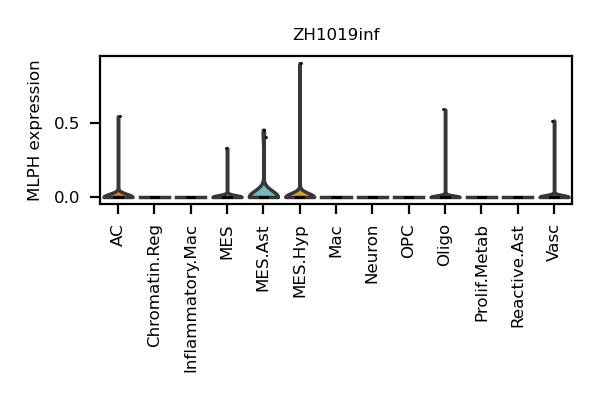 ZH1019inf
MLPH expression
0.5
0.0
AC
Chromatin.Reg
Inflammatory.Mac
MES
MES.Ast
MES.Hyp
Mac
Neuron
OPC
Oligo
Prolif.Metab
Reactive.Ast
Vasc